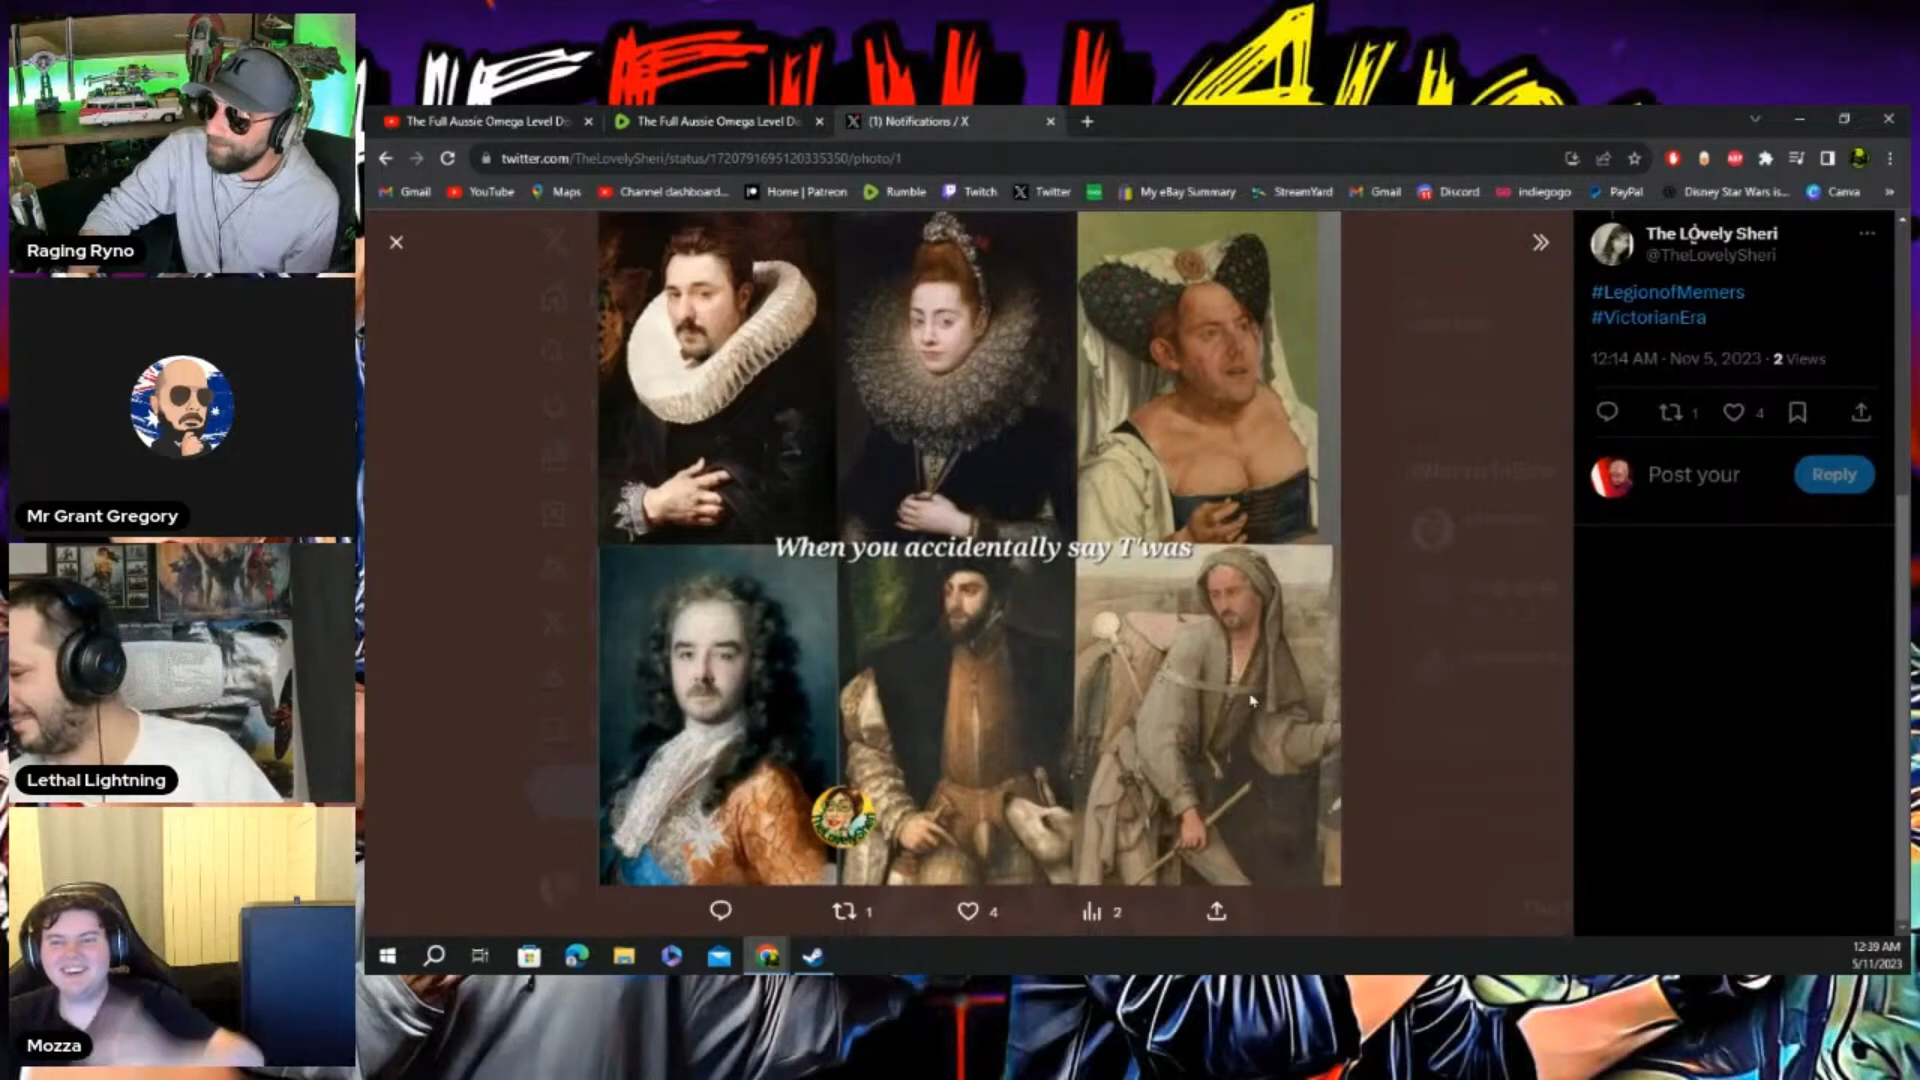 Raging Ryno
Mr Grant Gregory
Lethal Lightning
Mozza
The Full Aussie Omega Level D
The Full Aussie Omega Level D
(1) Notifications / X
twitter.com/TheLovelySheri/status/1720791695120335350/photo/1
Gmail YouTube Maps Channel dashboard... Home | Patreon Rumble Twitch Twitter My eBay Summary StreamYard Gmail Discord indiegogo PayPal Disney Star Wars is... Canva
When you accidentally say T'was
The Lovely Sheri
@TheLovelySheri
#LegionofMemers
#VictorianEra
12:14 AM · Nov 5, 2023 · 2 Views
1 4
Post your Reply
1 4 2
12:39 AM
5/11/2023